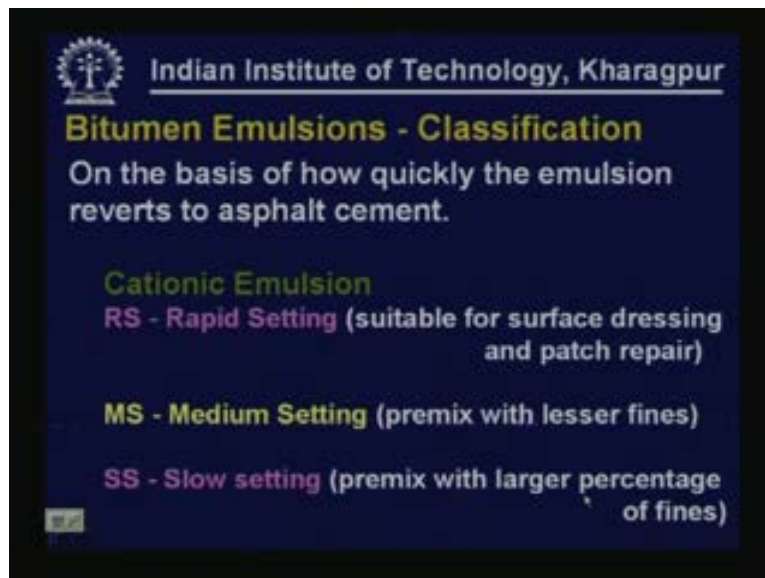 Indian Institute of Technology, Kharagpur
Bitumen Emulsions - Classification
On the basis of how quickly the emulsion
reverts to asphalt cement.
Cationic Emulsion
RS - Rapid Setting (suitable for surface dressing
and patch repair)
MS - Medium Setting (premix with lesser fines)
SS - Slow setting (premix with larger percentage
of fines)